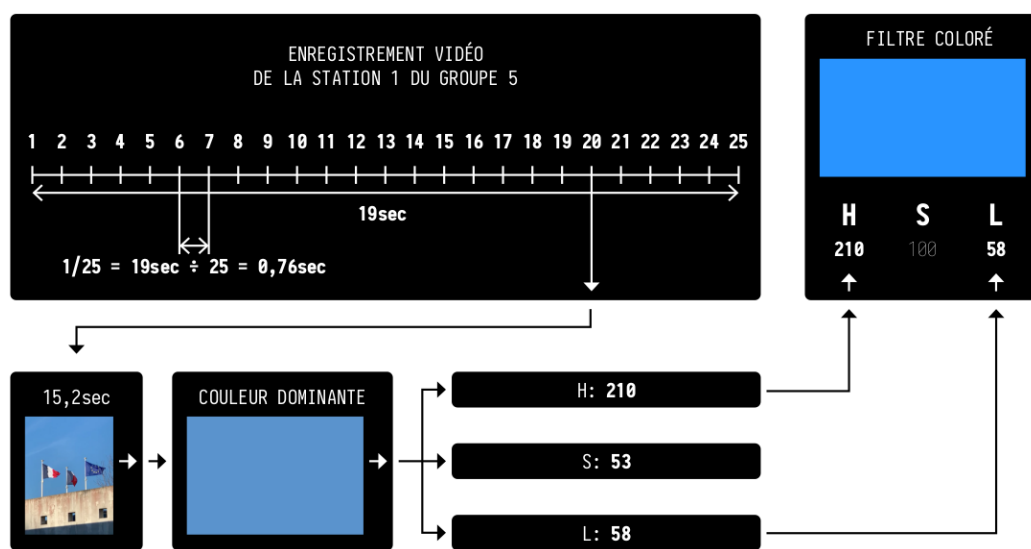 ENREGISTREMENT VIDÉO
DE LA STATION 1 DU GROUPE 5
1 2 3 4 5 6 7 8 9 10 11 12 13 14 15 16 17 18 19 20 21 22 23 24 25
19sec
1/25 = 19sec ÷ 25 = 0,76sec
FILTRE COLORÉ
H S L
210 100 58
15,2sec
COULEUR DOMINANTE
H: 210
S: 53
L: 58